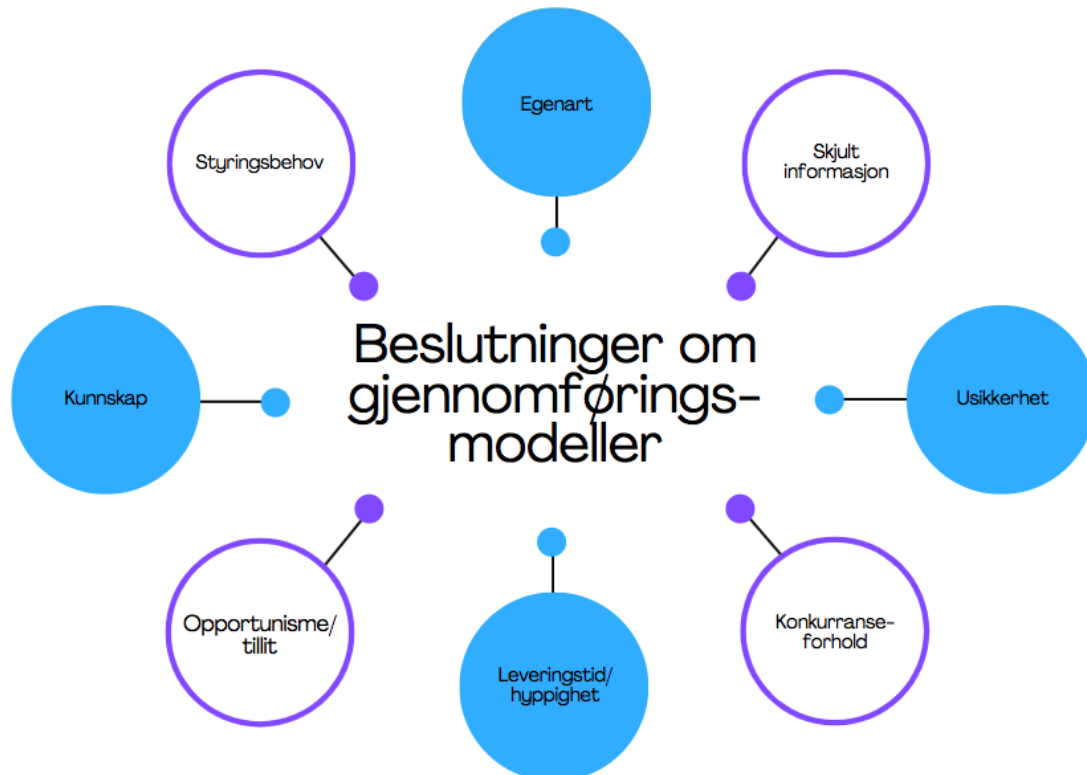 Egenart
Styringsbehov
Skjult
informasjon
Beslutninger om
gjennomførings-
modeller
Kunnskap
Usikkerhet
Opportunisme/
tillit
Konkurranse-
forhold
Leveringstid/
hyppighet